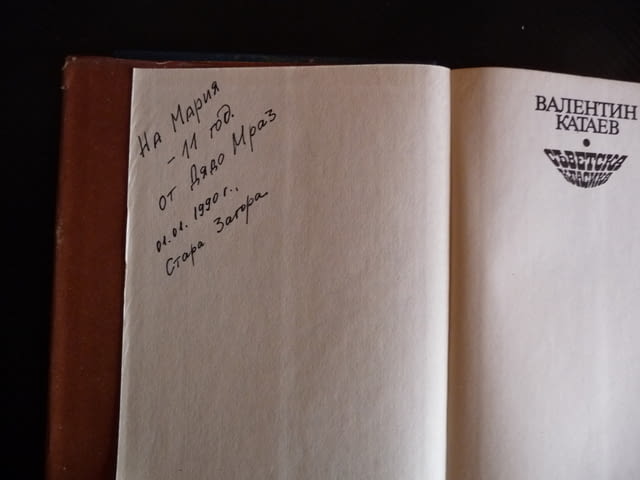 На Мария
- 11 год.
от Дядо Мраз
01.01.1990 г.,
Стара Загора
ВАЛЕНТИН
КАТАЕВ
СЪВЕТСКА
КЛАСИКА